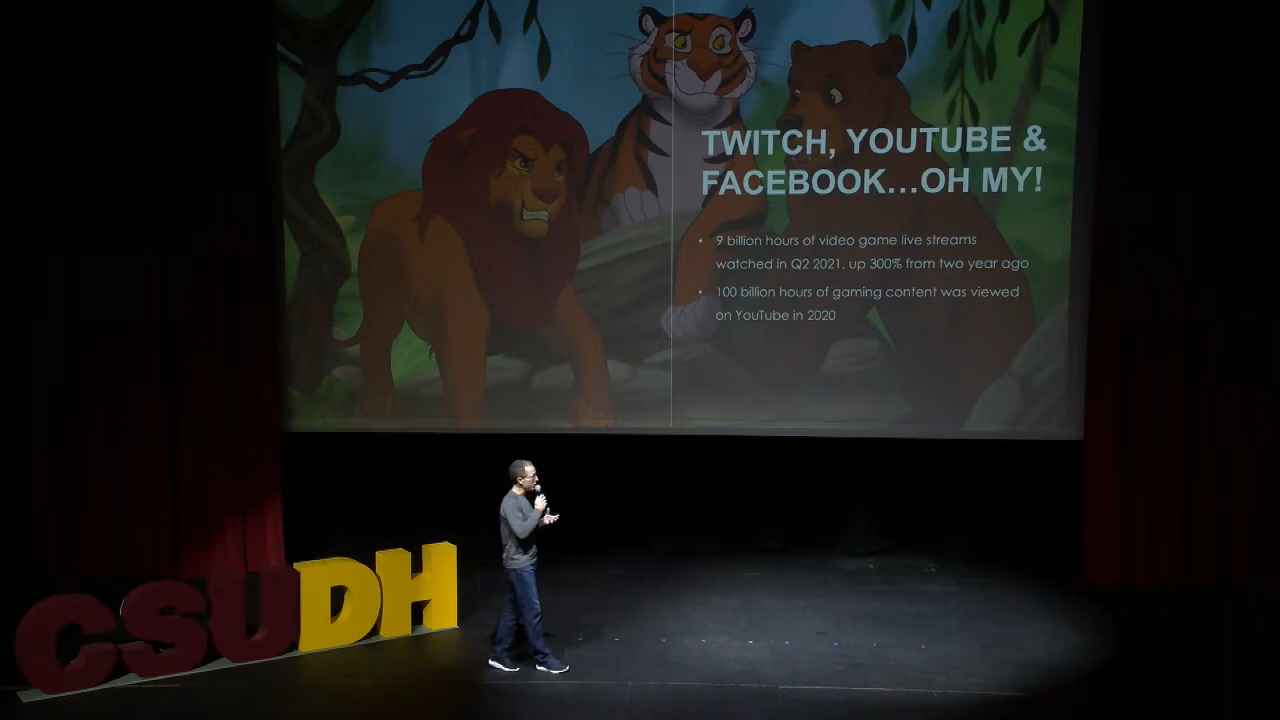 TWITCH, YOUTUBE &
FACEBOOK...OH MY!
• 9 billion hours of video game live streams
watched in Q2 2021, up 300% from two year ago
• 100 billion hours of gaming content was viewed
on YouTube in 2020
CSUDH